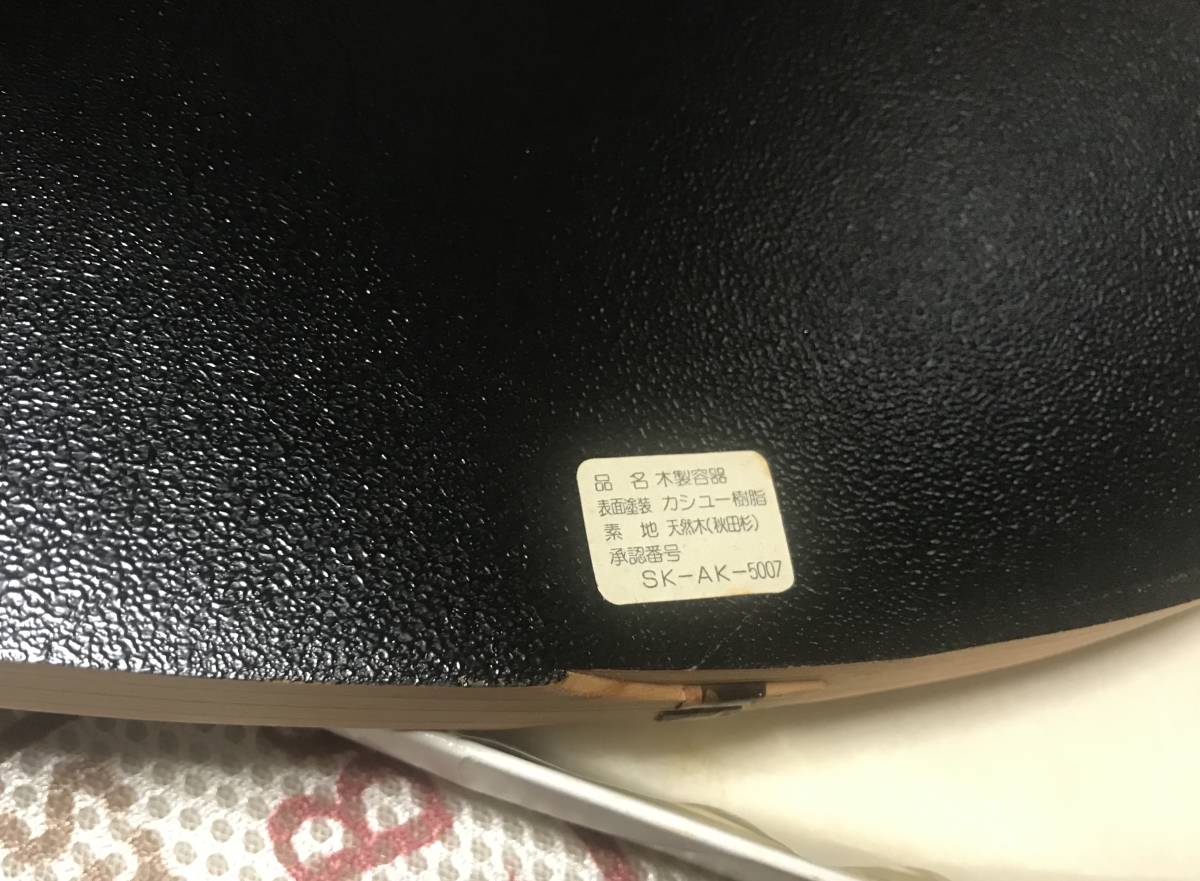 品 名 木製容器
表面塗装 カシュー樹脂
素 地 天然木(秋田杉)
承認番号
SK-AK-5007